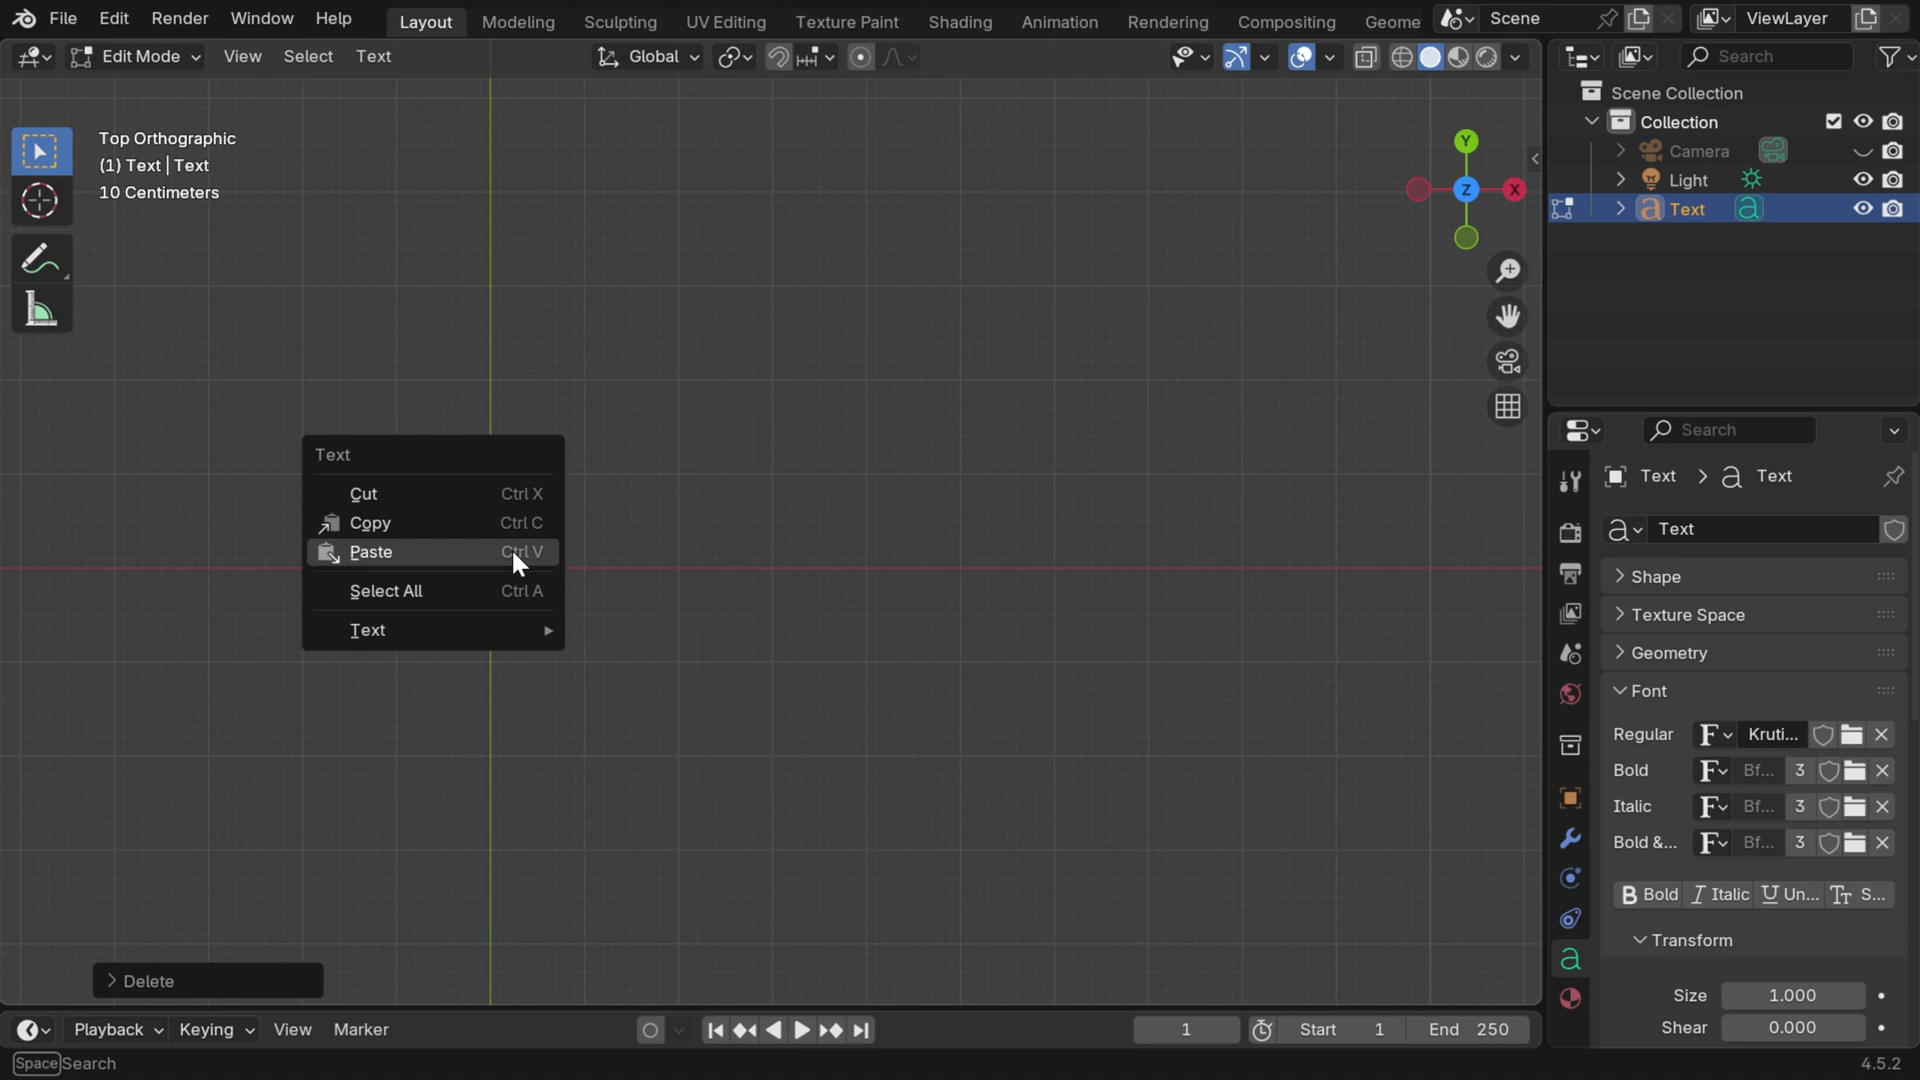 File Edit Render Window Help Layout Modeling Sculpting UV Editing Texture Paint Shading Animation Rendering Compositing Geome Scene ViewLayer
Edit Mode View Select Text Global Search
Top Orthographic
(1) Text | Text
10 Centimeters
Y
Z
X
Scene Collection
Collection
Camera
Light
Text
Text
Cut Ctrl X
Copy Ctrl C
Paste Ctrl V
Select All Ctrl A
Text
Search
Text > Text
Text
Shape
Texture Space
Geometry
Font
Regular Kruti...
Bold Bf... 3
Italic Bf... 3
Bold &... Bf... 3
B Bold I Italic U Un... Tт S...
Transform
Size 1.000
Shear 0.000
Delete
Playback Keying View Marker 1 Start 1 End 250
Space Search 4.5.2